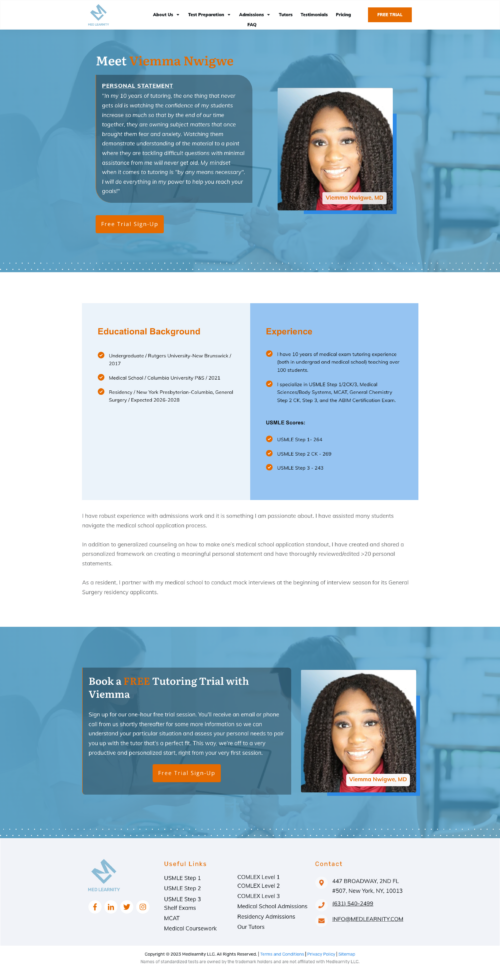 About Us
Test Preparation
Admissions
Tutors
Testimonials
Pricing
FREE TRIAL
MED LEARNITY
FAQ
Meet Viemma Nwigwe
PERSONAL STATEMENT
"In my 10 years of tutoring, the one thing that never
gets old is watching the confidence of my students
increase so much so that by the end of our time
together, they are owning subject matters that once
brought them fear and anxiety. Watching them
demonstrate understanding of the material to a point
where they are tackling difficult questions with minimal
assistance from me will never get old. My mindset
when it comes to tutoring is "by any means necessary".
I will do everything in my power to help you reach your
goals!"
Viemma Nwigwe, MD
Free Trial Sign-Up
Educational Background
Undergraduate / Rutgers University-New Brunswick /
2017
Medical School / Columbia University P&S / 2021
Residency / New York Presbyterian-Columbia, General
Surgery / Expected 2026-2028
Experience
I have 10 years of medical exam tutoring experience
(both in undergrad and medical school) teaching over
100 students.
I specialize in USMLE Step 1/2CK/3, Medical
Sciences/Body Systems, MCAT, General Chemistry
Step 2 CK, Step 3, and the ABIM Certification Exam.
USMLE Scores:
USMLE Step 1- 264
USMLE Step 2 CK - 269
USMLE Step 3 - 243
I have robust experience with admissions work and it is something I am passionate about. I have assisted many students
navigate the medical school application process.
In addition to generalized counseling on how to make one's medical school application standout, I have created and shared a
personalized framework on creating a meaningful personal statement and have thoroughly reviewed/edited >20 personal
statements.
As a resident, I partner with my medical school to conduct mock interviews at the beginning of interview season for its General
Surgery residency applicants.
Book a FREE Tutoring Trial with
Viemma
Sign up for our one-hour free trial session. You'll receive an email or phone
call from us shortly thereafter for some more information so we can
understand your particular situation and assess your personal needs to pair
you up with the tutor that's a perfect fit. This way, we're off to a very
productive and personalized start, right from your very first session.
Free Trial Sign-Up
Viemma Nwigwe, MD
MED LEARNITY
Useful Links
USMLE Step 1
USMLE Step 2
USMLE Step 3
Shelf Exams
MCAT
Medical Coursework
COMLEX Level 1
COMLEX Level 2
COMLEX Level 3
Medical School Admissions
Residency Admissions
Our Tutors
Contact
447 BROADWAY, 2ND FL
#507, New York, NY, 10013
(631) 540-2499
INFO@MEDLEARNITY.COM
Copyright © 2023 Medlearnity LLC. All Rights Reserved. | Terms and Conditions | Privacy Policy | Sitemap
Names of standardized tests are owned by the trademark holders and are not affiliated with Medlearnity LLC.